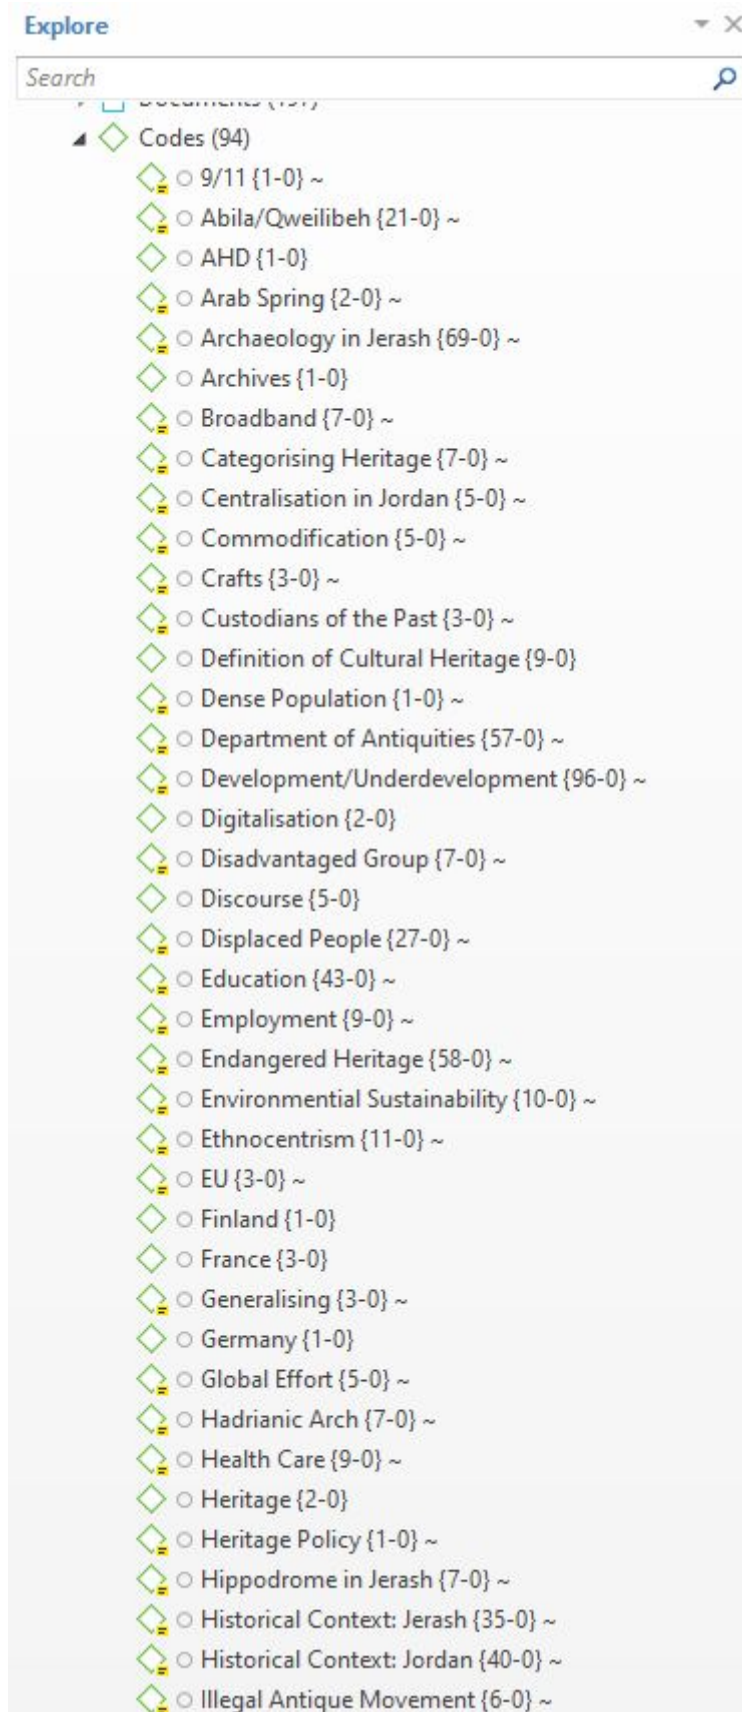 Explore
Search
Codes (94)
9/11 {1-0} ~
Abila/Qweilibeh {21-0} ~
AHD {1-0}
Arab Spring {2-0} ~
Archaeology in Jerash {69-0} ~
Archives {1-0}
Broadband {7-0} ~
Categorising Heritage {7-0} ~
Centralisation in Jordan {5-0} ~
Commodification {5-0} ~
Crafts {3-0} ~
Custodians of the Past {3-0} ~
Definition of Cultural Heritage {9-0}
Dense Population {1-0} ~
Department of Antiquities {57-0} ~
Development/Underdevelopment {96-0} ~
Digitalisation {2-0}
Disadvantaged Group {7-0} ~
Discourse {5-0}
Displaced People {27-0} ~
Education {43-0} ~
Employment {9-0} ~
Endangered Heritage {58-0} ~
Environmental Sustainability {10-0} ~
Ethnocentrism {11-0} ~
EU {3-0} ~
Finland {1-0}
France {3-0}
Generalising {3-0} ~
Germany {1-0}
Global Effort {5-0} ~
Hadrianic Arch {7-0} ~
Health Care {9-0} ~
Heritage {2-0}
Heritage Policy {1-0} ~
Hippodrome in Jerash {7-0} ~
Historical Context: Jerash {35-0} ~
Historical Context: Jordan {40-0} ~
Illegal Antique Movement {6-0} ~